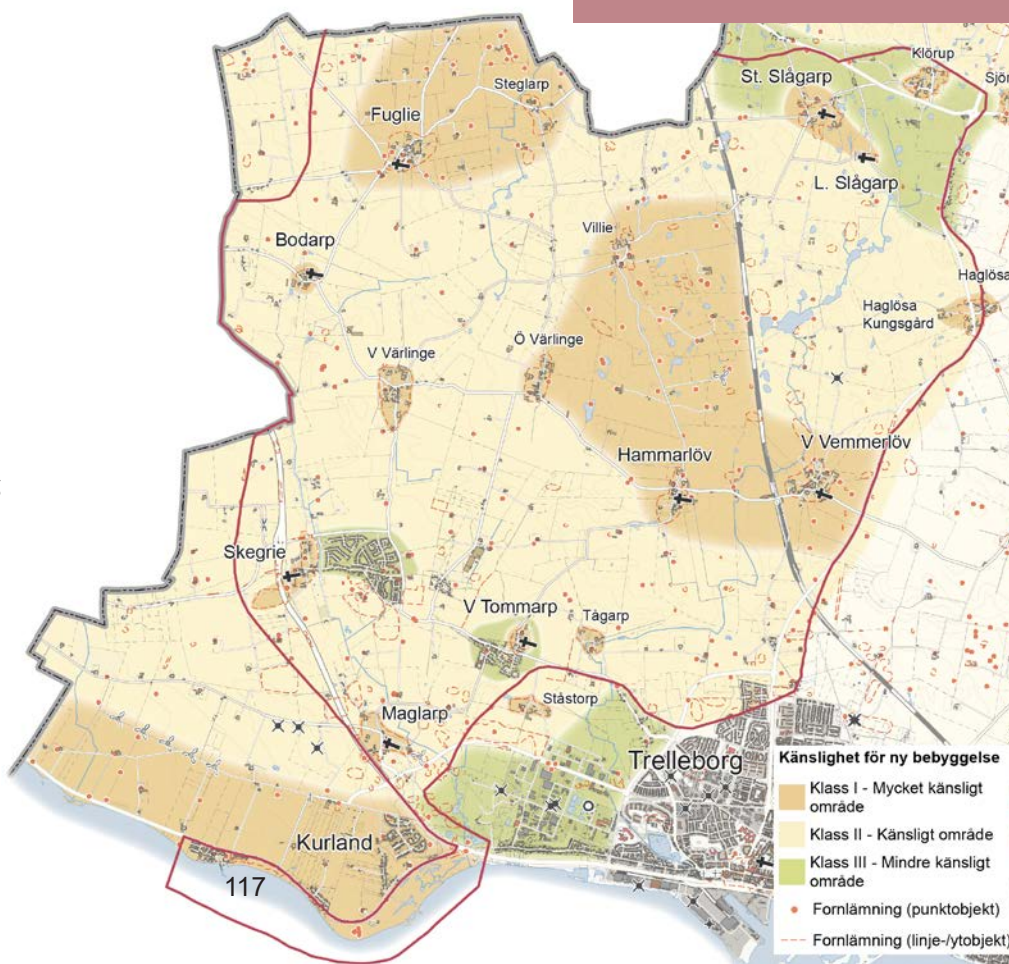 Klörup
St. Slågarp
Sjör
Steglarp
Fuglie
L. Slågarp
Villie
Bodarp
Haglösa
Haglösa
Kungsgård
Ö Värlinge
V Värlinge
V Vemmerlöv
Hammarlöv
Skegrie
V Tommarp
Tågarp
Ståstorp
Maglarp
Trelleborg
Kurland
117
Känslighet för ny bebyggelse
Klass I - Mycket känsligt
område
Klass II - Känsligt område
Klass III - Mindre känsligt
område
Fornlämning (punktobjekt)
Fornlämning (linje-/ytobjekt)